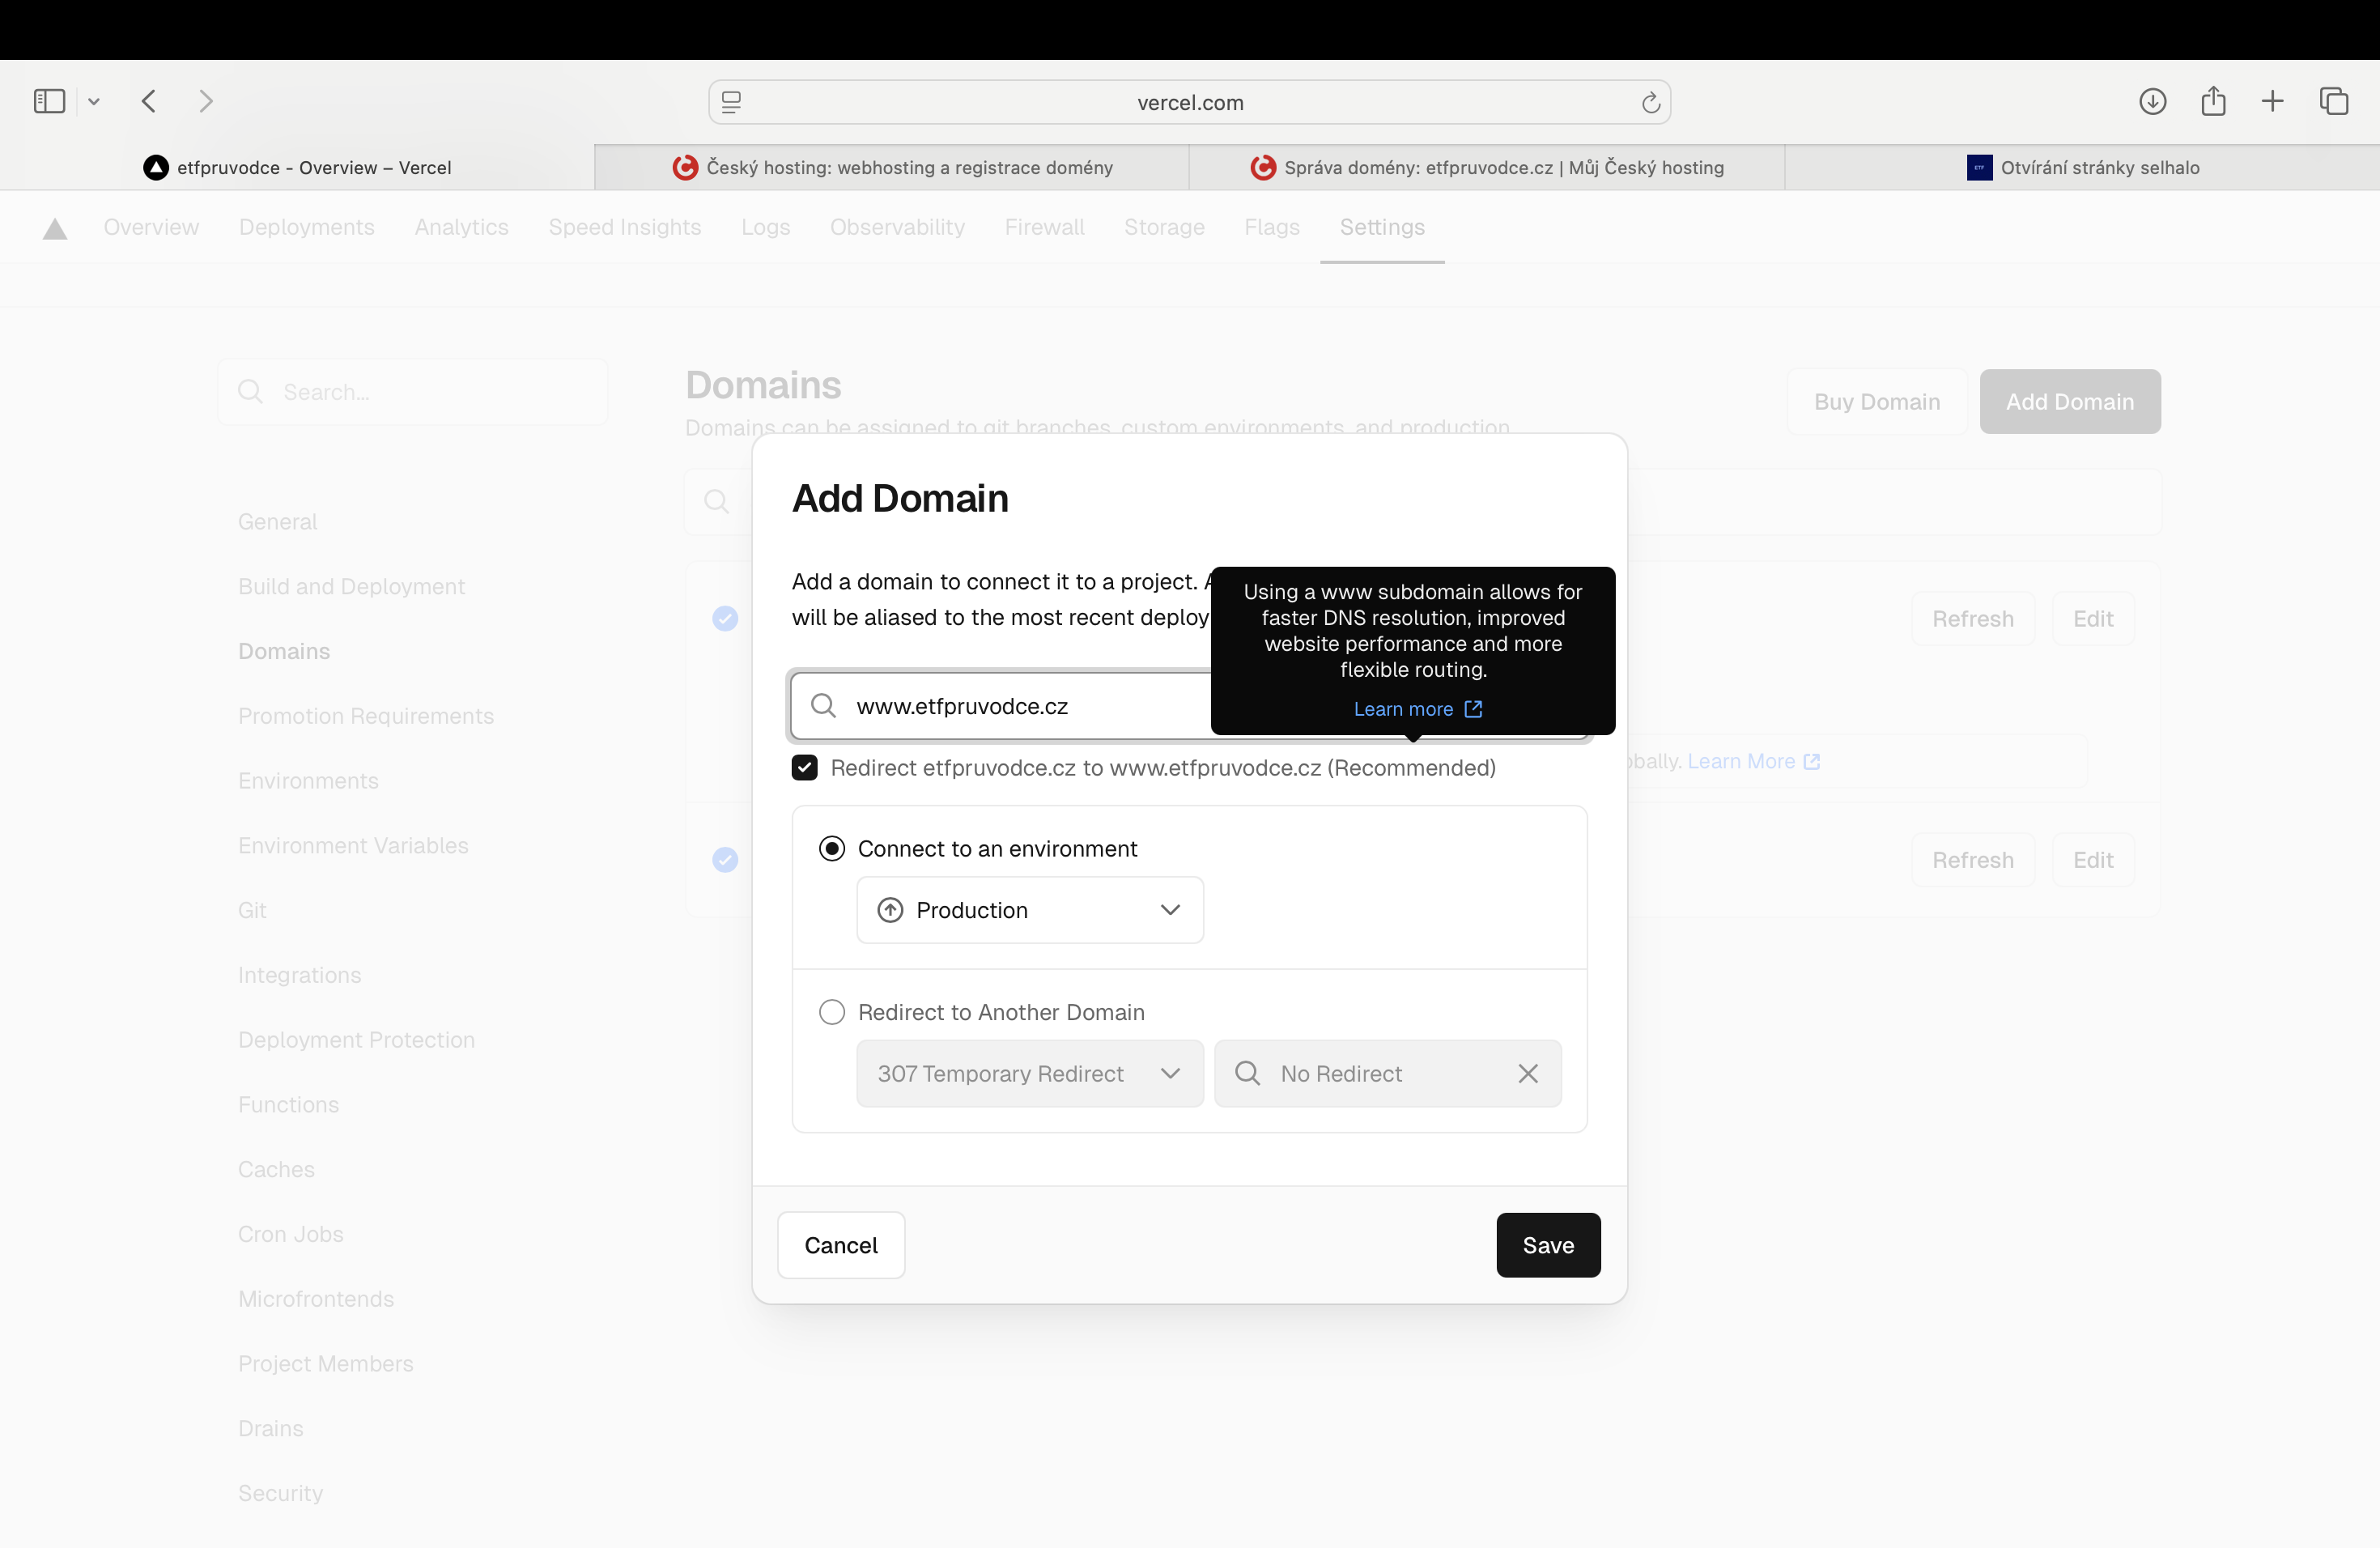 vercel.com
etfpruvodce - Overview – Vercel
Český hosting: webhosting a registrace domény
Správa domény: etfpruvodce.cz | Můj Český hosting
ETF
Otvírání stránky selhalo
Overview
Deployments
Analytics
Speed Insights
Logs
Observability
Firewall
Storage
Flags
Settings
Search...
General
Build and Deployment
Domains
Promotion Requirements
Environments
Environment Variables
Git
Integrations
Deployment Protection
Functions
Caches
Cron Jobs
Microfrontends
Project Members
Drains
Security
Domains
Domains can be assigned to git branches, custom environments, and production.
Buy Domain
Add Domain
Refresh
Edit
obally. Learn More
Refresh
Edit
Add Domain
Add a domain to connect it to a project. A
will be aliased to the most recent deploy
Using a www subdomain allows for
faster DNS resolution, improved
website performance and more
flexible routing.
Learn more
www.etfpruvodce.cz
Redirect etfpruvodce.cz to www.etfpruvodce.cz (Recommended)
Connect to an environment
Production
Redirect to Another Domain
307 Temporary Redirect
No Redirect
Cancel
Save